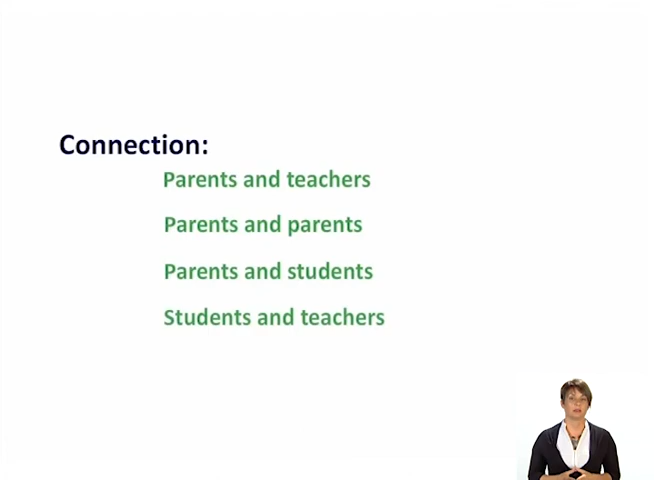 Connection:
Parents and teachers
Parents and parents
Parents and students
Students and teachers